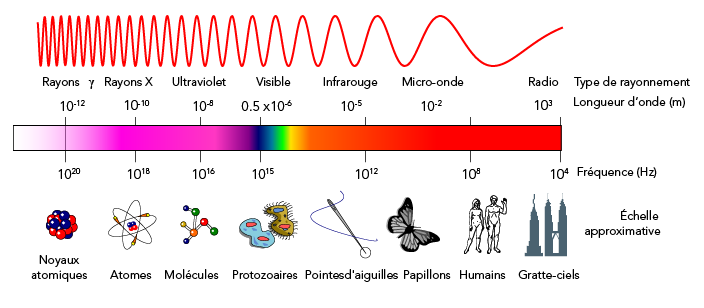 Rayons γ Rayons X Ultraviolet Visible Infrarouge Micro-onde Radio Type de rayonnement
10⁻¹² 10⁻¹⁰ 10⁻⁸ 0.5 x10⁻⁶ 10⁻⁵ 10⁻² 10³ Longueur d'onde (m)
10²⁰ 10¹⁸ 10¹⁶ 10¹⁵ 10¹² 10⁸ 10⁴ Fréquence (Hz)
Échelle
approximative
Noyaux
atomiques Atomes Molécules Protozoaires Pointesd'aiguilles Papillons Humains Gratte-ciels